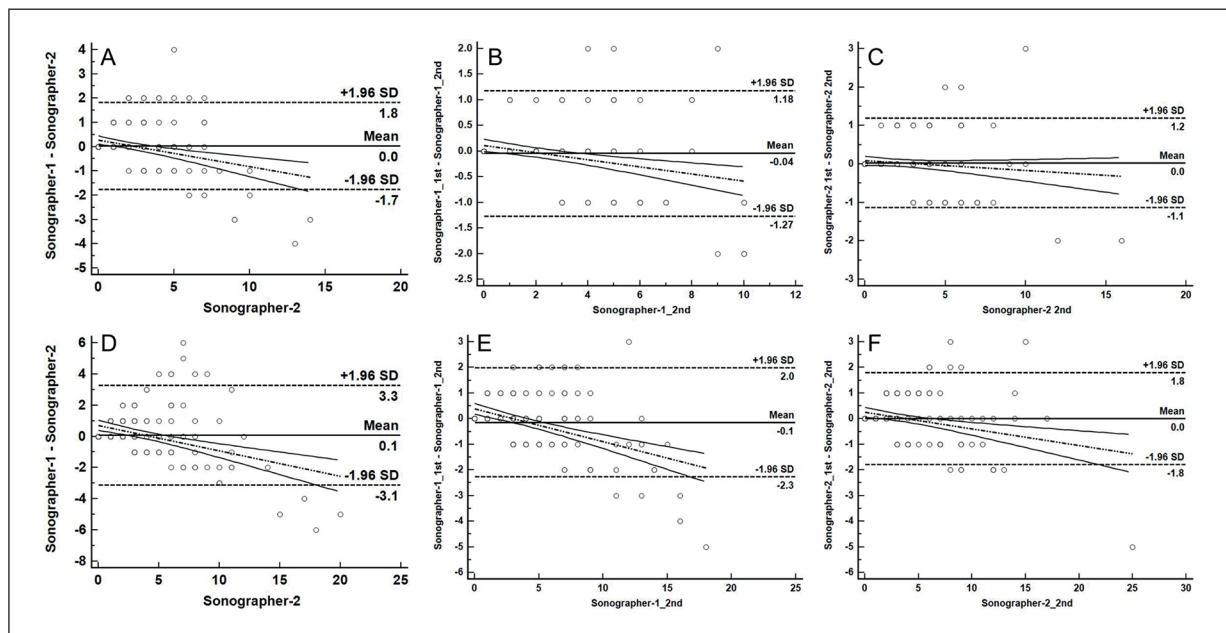 A
Sonographer-1 - Sonographer-2
4
3
2
1
0
-1
-2
-3
-4
-5
+1.96 SD
1.8
Mean
0.0
-1.96 SD
-1.7
0 5 10 15 20
Sonographer-2
B
Sonographer-1_1st - Sonographer-1_2nd
2.0
1.5
1.0
0.5
0.0
-0.5
-1.0
-1.5
-2.0
-2.5
+1.96 SD
1.18
Mean
-0.04
-1.96 SD
-1.27
0 2 4 6 8 10 12
Sonographer-1_2nd
C
Sonographer-2 1st - Sonographer-2 2nd
3
2
1
0
-1
-2
-3
+1.96 SD
1.2
Mean
0.0
-1.96 SD
-1.1
0 5 10 15 20
Sonographer-2 2nd
D
Sonographer-1 - Sonographer-2
6
4
2
0
-2
-4
-6
-8
+1.96 SD
3.3
Mean
0.1
-1.96 SD
-3.1
0 5 10 15 20 25
Sonographer-2
E
Sonographer-1_1st - Sonographer-1_2nd
3
2
1
0
-1
-2
-3
-4
-5
-6
+1.96 SD
2.0
Mean
-0.1
-1.96 SD
-2.3
0 5 10 15 20 25
Sonographer-1_2nd
F
Sonographer-2_1st - Sonographer-2_2nd
3
2
1
0
-1
-2
-3
-4
-5
-6
+1.96 SD
1.8
Mean
0.0
-1.96 SD
-1.8
0 5 10 15 20 25 30
Sonographer-2_2nd